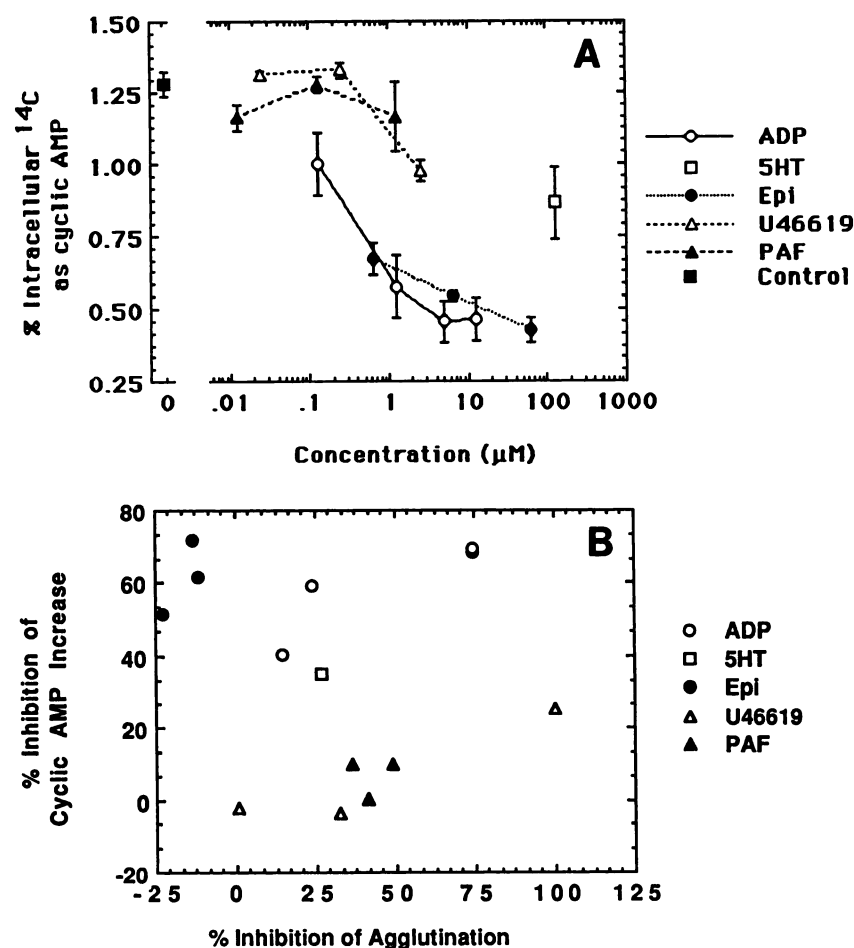 A
% Intracellular 14C
as cyclic AMP
1.50
1.25
1.00
0.75
0.50
0.25
0 .01 .1 1 10 100 1000
Concentration (µM)
ADP
5HT
Epi
U46619
PAF
Control
B
% Inhibition of
Cyclic AMP Increase
80
60
40
20
0
-20
-25 0 25 50 75 100 125
% Inhibition of Agglutination
ADP
5HT
Epi
U46619
PAF